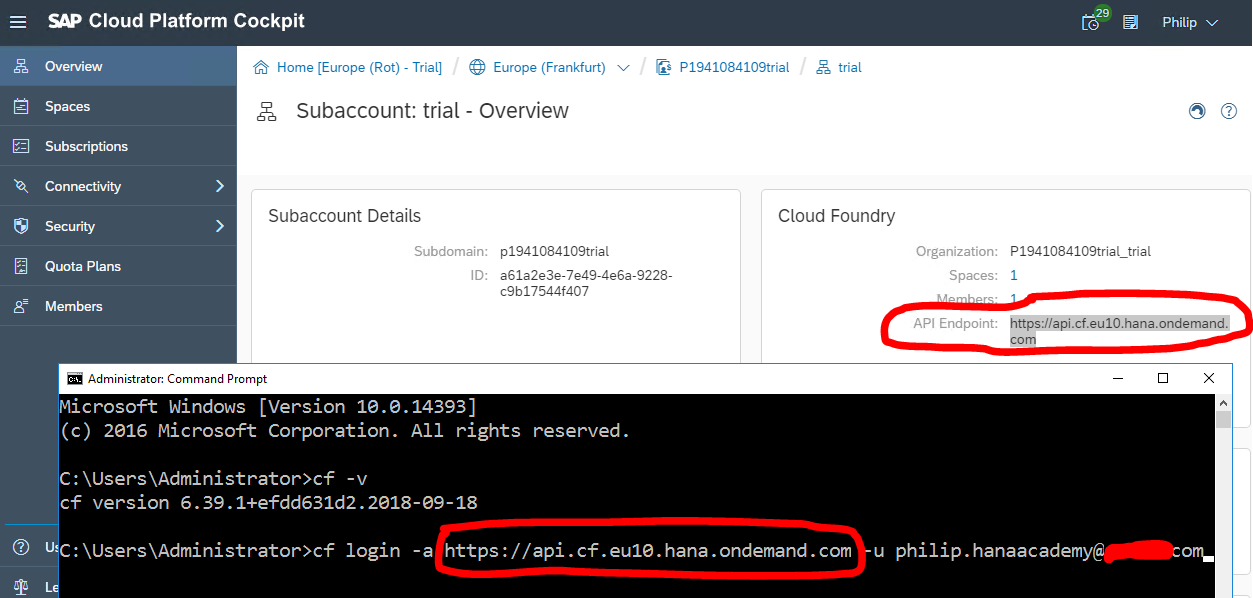 SAP Cloud Platform Cockpit
29
Philip
Overview
Spaces
Subscriptions
Connectivity
Security
Quota Plans
Members
Home [Europe (Rot) - Trial] / Europe (Frankfurt) / P1941084109trial / trial
Subaccount: trial - Overview
Subaccount Details
Subdomain: p1941084109trial
ID: a61a2e3e-7e49-4e6a-9228-
c9b17544f407
Cloud Foundry
Organization: P1941084109trial_trial
Spaces: 1
Members: 1
API Endpoint: https://api.cf.eu10.hana.ondemand.
com
Administrator: Command Prompt
Microsoft Windows [Version 10.0.14393]
(c) 2016 Microsoft Corporation. All rights reserved.
C:\Users\Administrator>cf -v
cf version 6.39.1+efdd631d2.2018-09-18
C:\Users\Administrator>cf login -a https://api.cf.eu10.hana.ondemand.com -u philip.hanaacademy@ com_
Us
Le